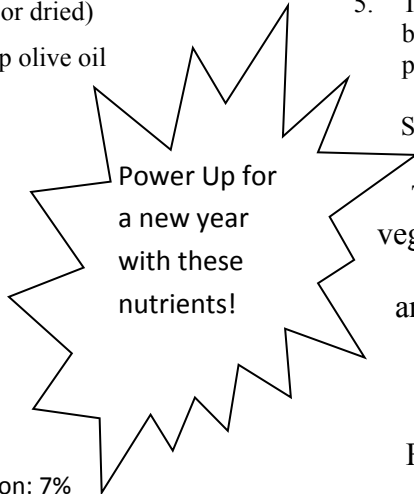 or dried)
p olive oil
5.
b
p
S
Power Up for
a new year
with these
nutrients!
veg
ar
on: 7%